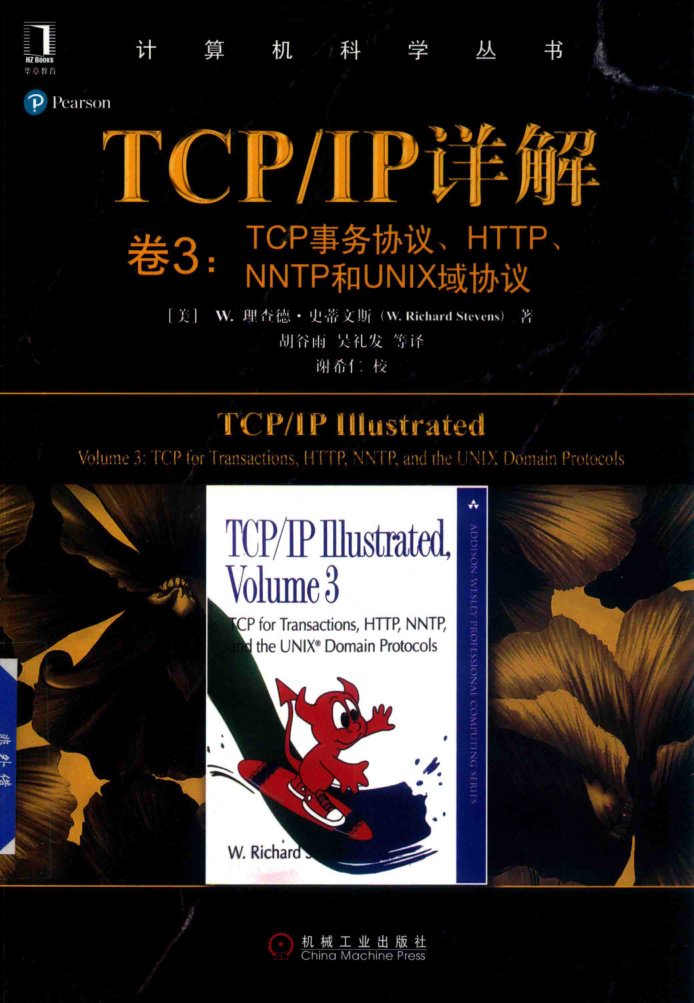 HZ BOOKS
华章教育
计算机科学丛书
Pearson
TCP/IP详解
卷3：
TCP事务协议、HTTP、
NNTP和UNIX域协议
[美] W. 理查德·史蒂文斯（W. Richard Stevens）著
胡谷雨 吴礼发 等译
谢希仁 校
TCP/IP Illustrated
Volume 3: TCP for Transactions, HTTP, NNTP, and the UNIX Domain Protocols
TCP/IP Illustrated,
Volume 3
TCP for Transactions, HTTP, NNTP,
and the UNIX® Domain Protocols
W. Richard
ADDISON-WESLEY PROFESSIONAL COMPUTING SERIES
机械工业出版社
China Machine Press